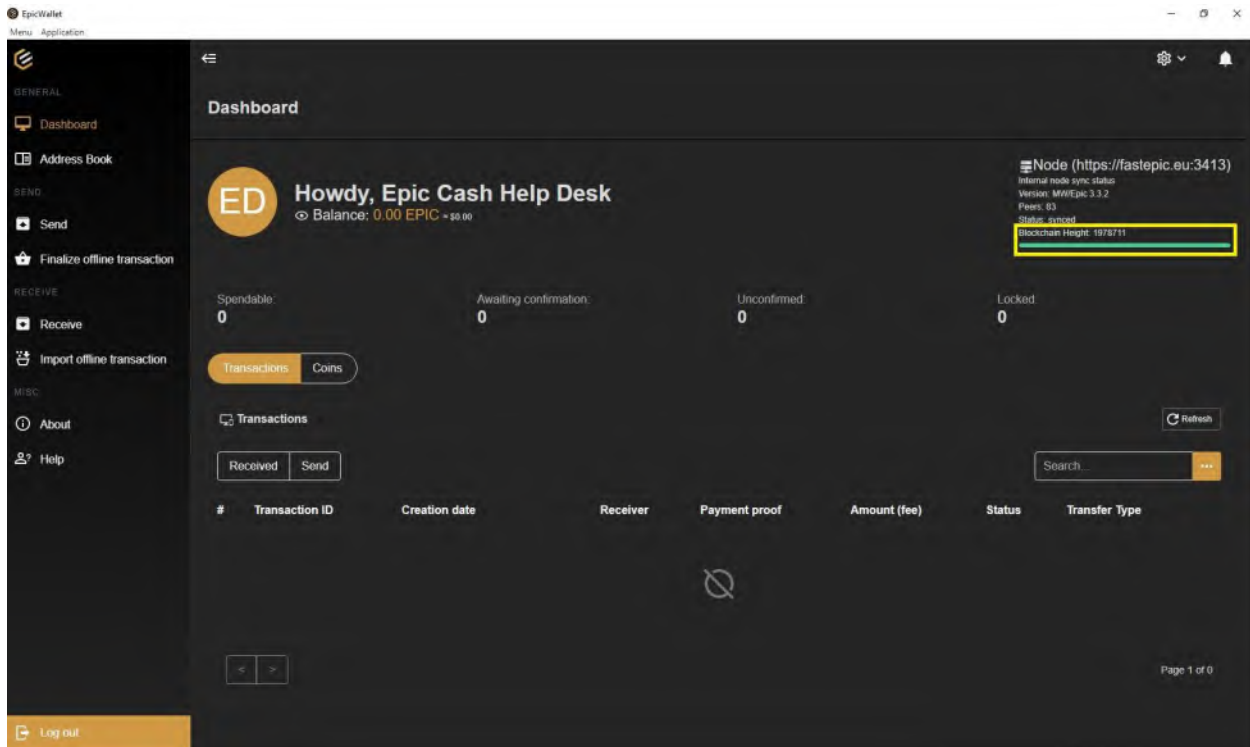 EpicWallet
Menu Application
GENERAL
Dashboard
Address Book
SEND
Send
Finalize offline transaction
RECEIVE
Receive
Import offline transaction
MISC
About
Help
Log out
Dashboard
ED
Howdy, Epic Cash Help Desk
Balance: 0.00 EPIC ≈ $0.00
Node (https://fastepic.eu:3413)
Internal node sync status
Version: MW/Epic 3.3.2
Peers: 83
Status: synced
Blockchain Height: 1978711
Spendable: Awaiting confirmation: Unconfirmed: Locked:
0 0 0 0
Transactions Coins
Transactions
Refresh
Received Send
Search...
# Transaction ID Creation date Receiver Payment proof Amount (fee) Status Transfer Type
< >
Page 1 of 0